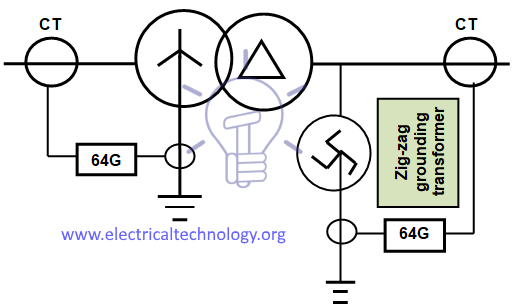 CT
CT
Zig-zag
grounding
transformer
64G
www.electricaltechnology.org
64G